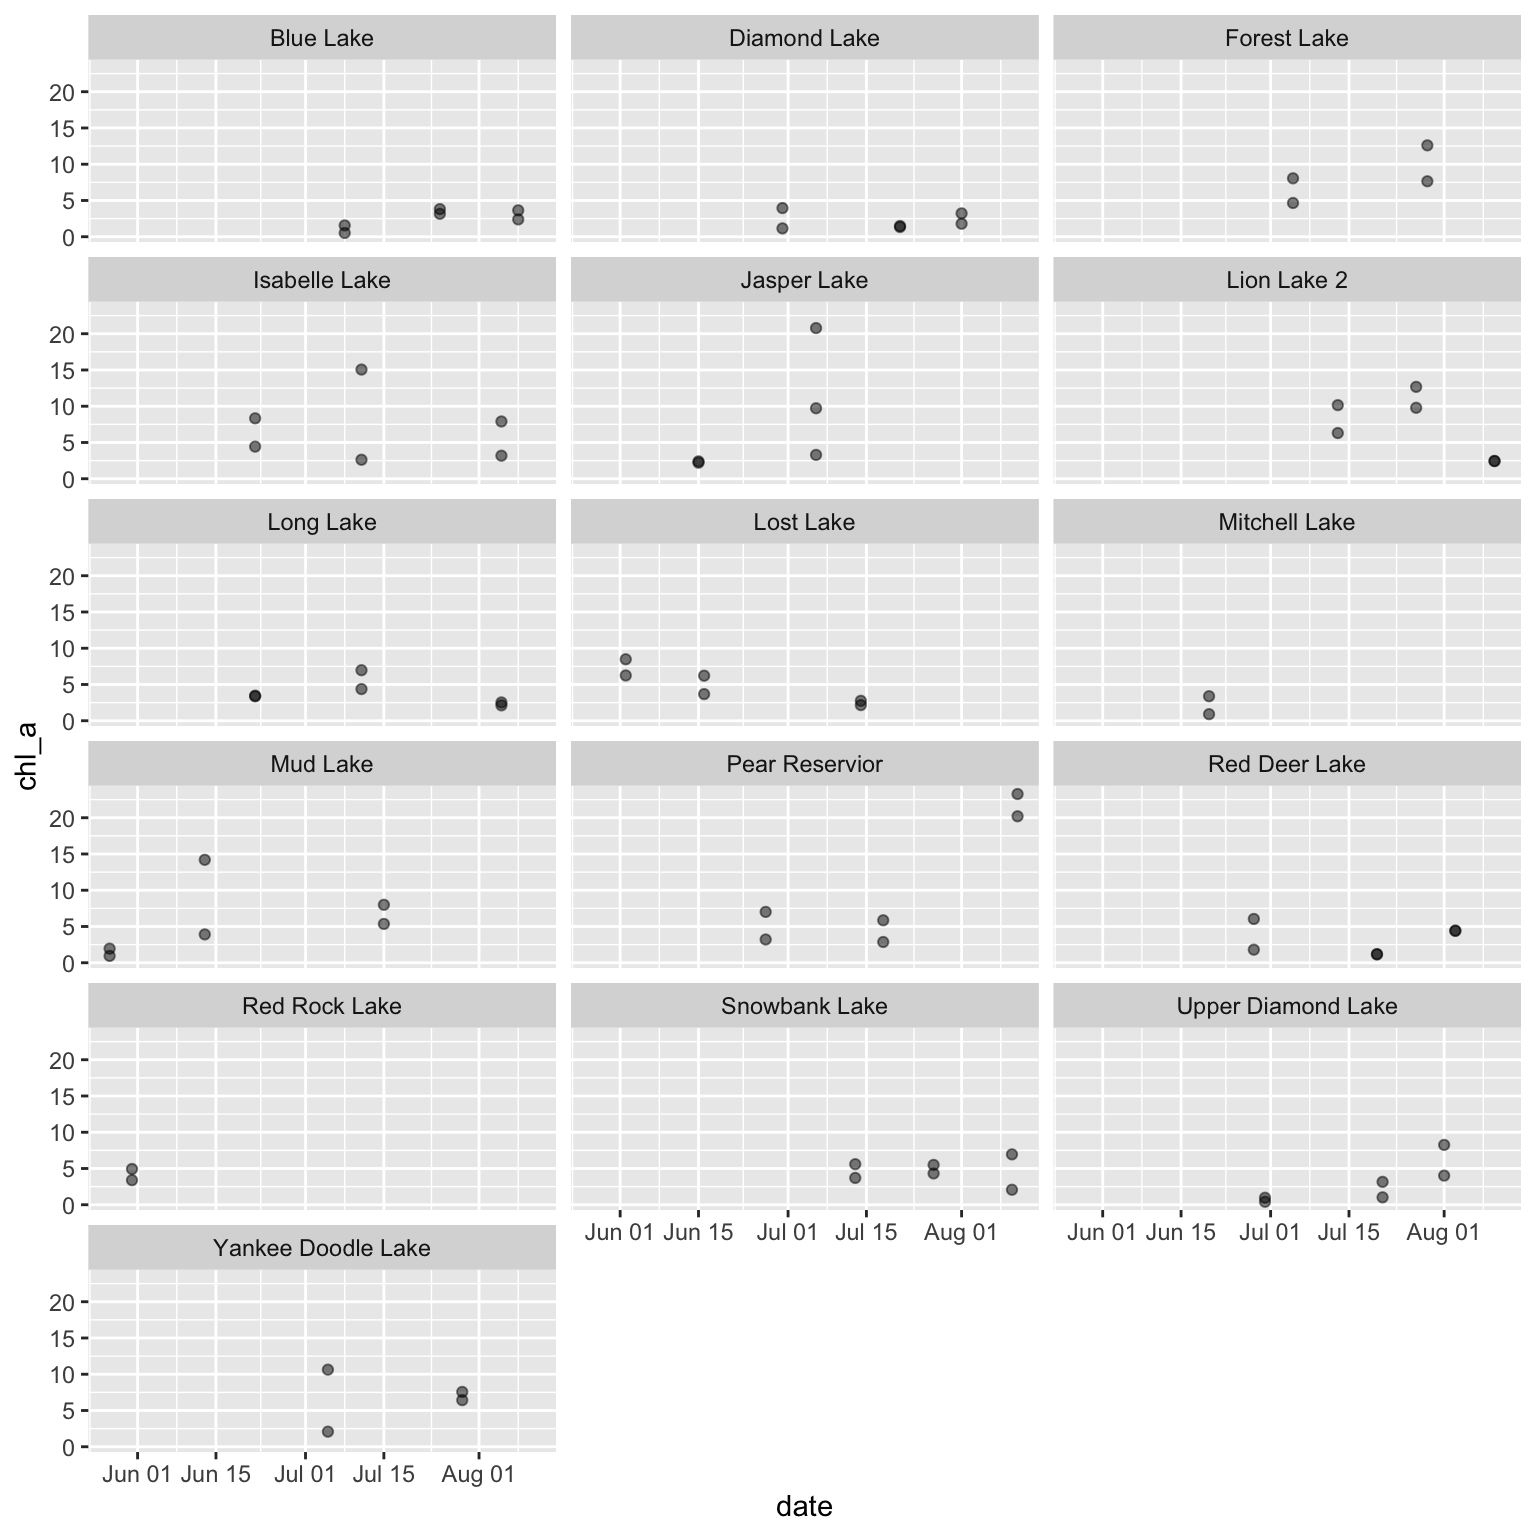 Blue Lake
Diamond Lake
Forest Lake
20
15
10
5
0
Isabelle Lake
Jasper Lake
Lion Lake 2
20
15
10
5
0
Long Lake
Lost Lake
Mitchell Lake
20
15
10
5
0
chl_a
Mud Lake
Pear Reservior
Red Deer Lake
20
15
10
5
0
Red Rock Lake
Snowbank Lake
Upper Diamond Lake
20
15
10
5
0
Jun 01 Jun 15 Jul 01 Jul 15 Aug 01
Jun 01 Jun 15 Jul 01 Jul 15 Aug 01
Yankee Doodle Lake
20
15
10
5
0
Jun 01 Jun 15 Jul 01 Jul 15 Aug 01
date